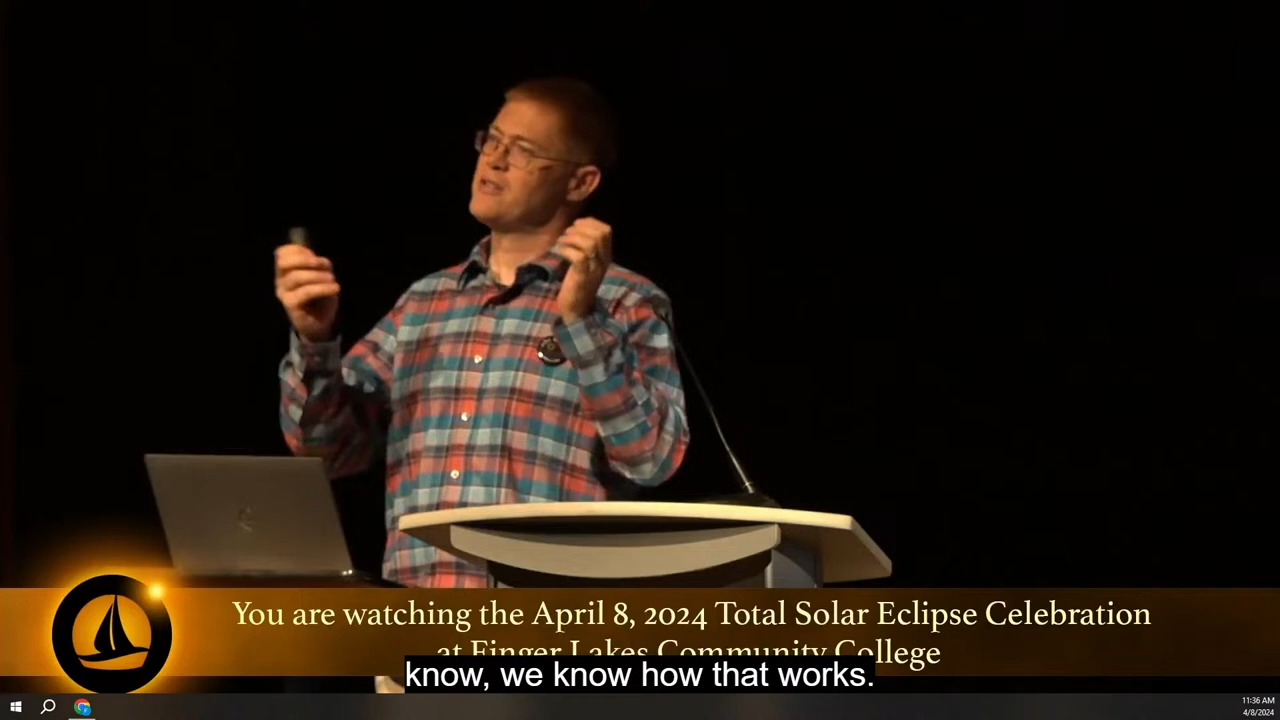 You are watching the April 8, 2024 Total Solar Eclipse Celebration
at Finger Lakes Community College
know, we know how that works.
11:36 AM
4/8/2024